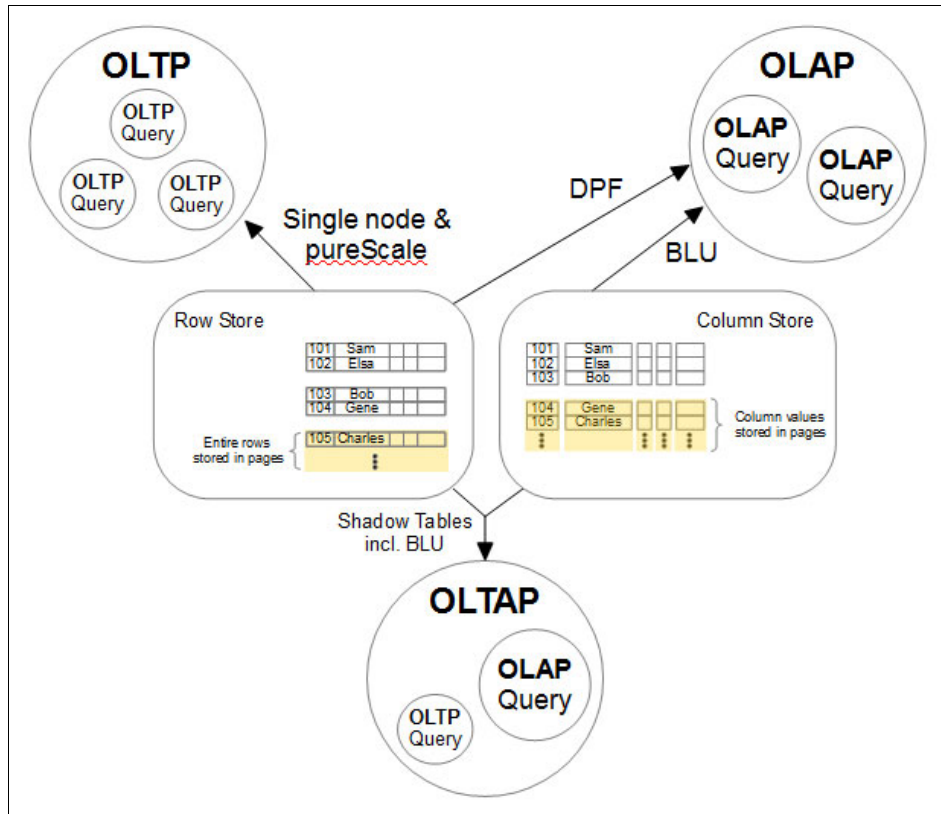 OLTP
OLTP
Query
OLTP
Query
OLTP
Query
OLAP
OLAP
Query
OLAP
Query
Single node &
pureScale
DPF
BLU
Row Store
101 Sam
102 Elsa
103 Bob
104 Gene
105 Charles
Entire rows
stored in pages
Column Store
101 Sam
102 Elsa
103 Bob
104 Gene
105 Charles
Column values
stored in pages
Shadow Tables
incl. BLU
OLTAP
OLAP
Query
OLTP
Query